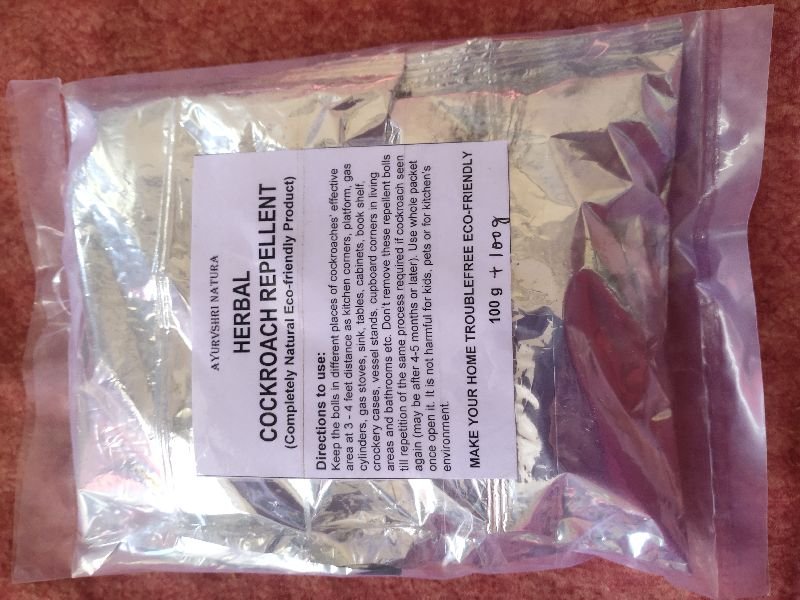 AYURVSHRI NATURA
HERBAL
COCKROACH REPELLENT
(Completely Natural Eco-friendly Product)
Directions to use:
Keep the bolls in different places of cockroaches' effective
area at 3 - 4 feet distance as kitchen corners, platform, gas
cylinders, gas stoves, sink, tables, cabinets, book shelf,
crockery cases, vessel stands, cupboard corners in living
areas and bathrooms etc. Don't remove these repellent bolls
till repetition of the same process required if cockroach seen
again (may be after 4-5 months or later). Use whole packet
once open it. It is not harmful for kids, pets or for kitchen's
environment.
MAKE YOUR HOME TROUBLEFREE ECO-FRIENDLY
100 g + 100g